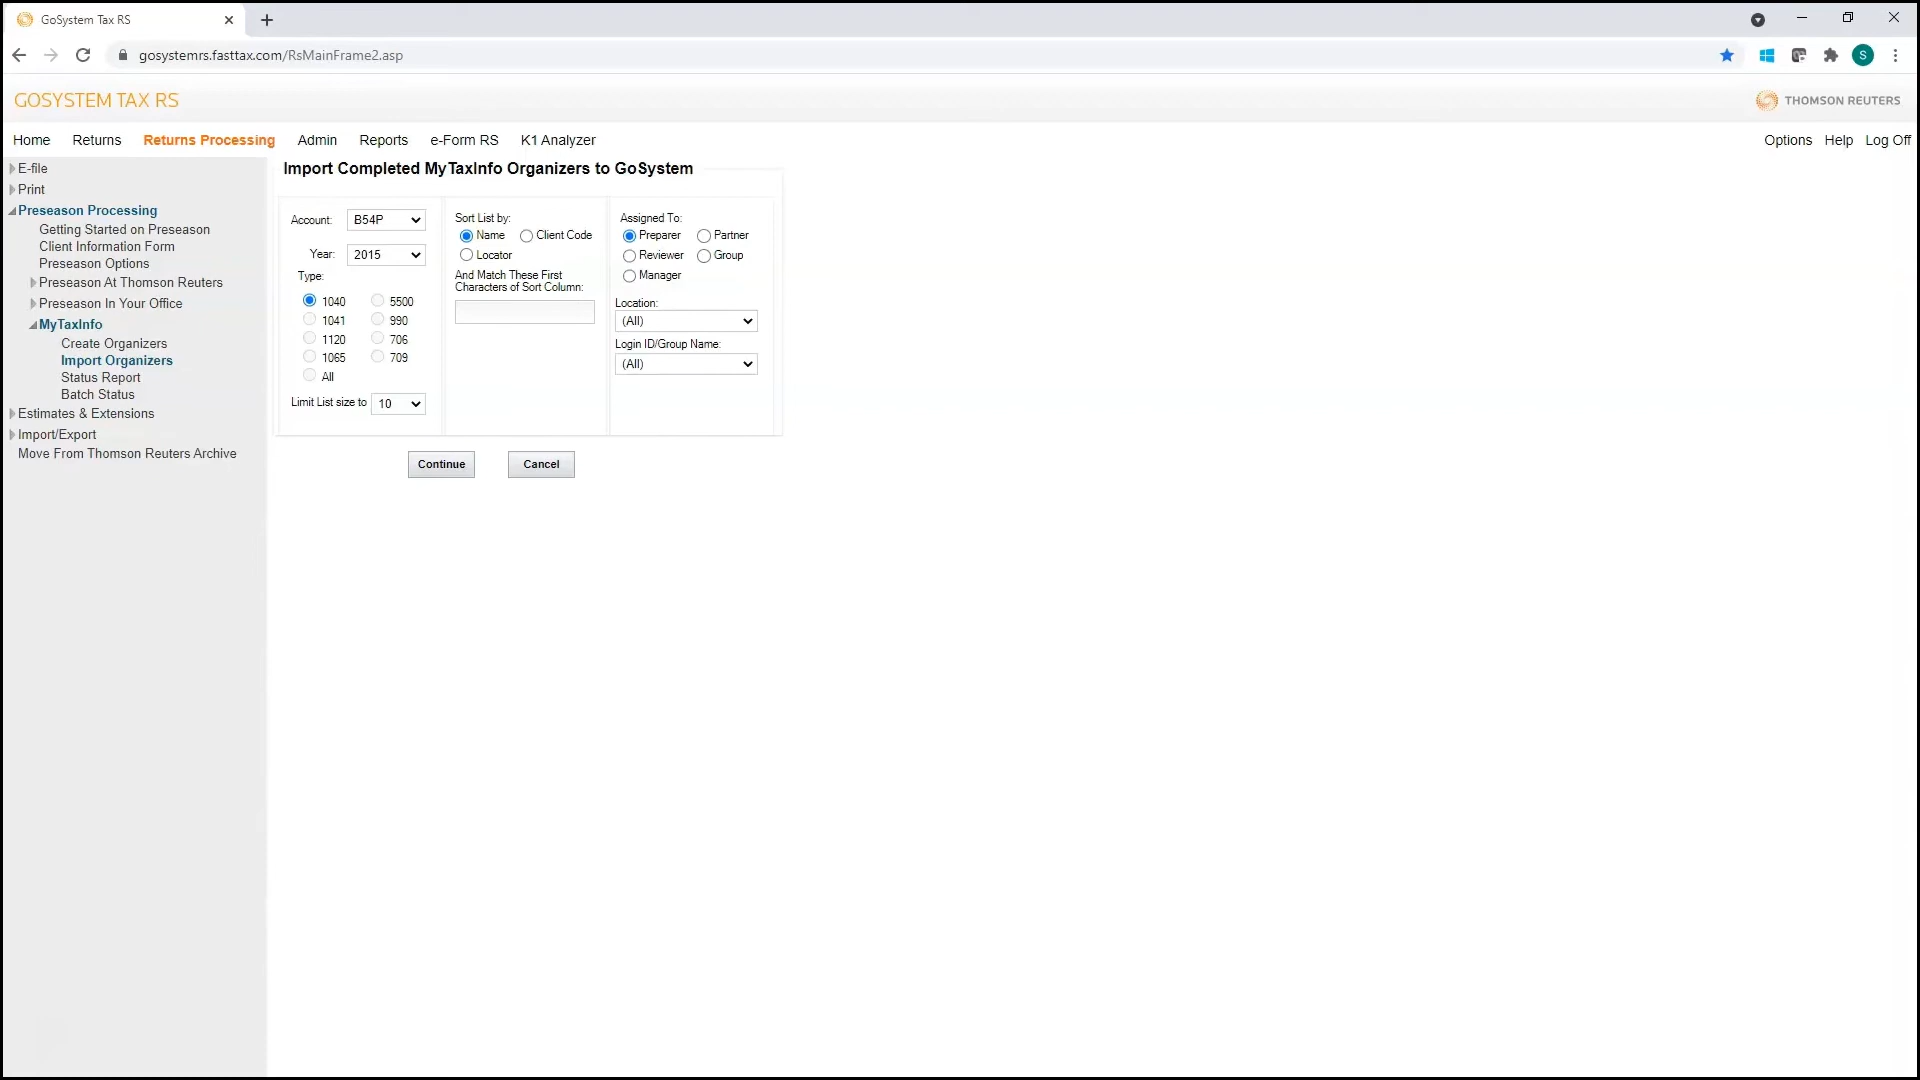 GoSystem Tax RS
gosystemrs.fasttax.com/RsMainFrame2.asp
S
GOSYSTEM TAX RS
THOMSON REUTERS
Home Returns Returns Processing Admin Reports e-Form RS K1 Analyzer Options Help Log Off
E-file
Print
Preseason Processing
Getting Started on Preseason
Client Information Form
Preseason Options
Preseason At Thomson Reuters
Preseason In Your Office
MyTaxInfo
Create Organizers
Import Organizers
Status Report
Batch Status
Estimates & Extensions
Import/Export
Move From Thomson Reuters Archive
Import Completed MyTaxInfo Organizers to GoSystem
Account: B54P
Year: 2015
Type:
1040 5500
1041 990
1120 706
1065 709
All
Limit List size to 10
Sort List by:
Name Client Code
Locator
And Match These First
Characters of Sort Column:
Assigned To:
Preparer Partner
Reviewer Group
Manager
Location:
(All)
Login ID/Group Name:
(All)
Continue Cancel